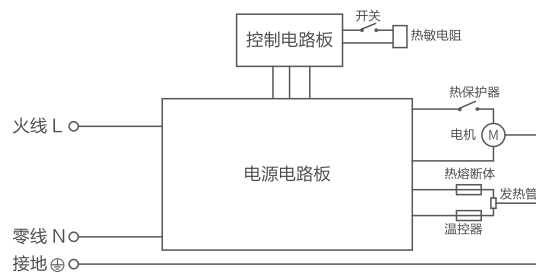 开关
控制电路板
热敏电阻
热保护器
火线 L
电机 M
电源电路板
热熔断体
发热管
零线 N
温控器
接地